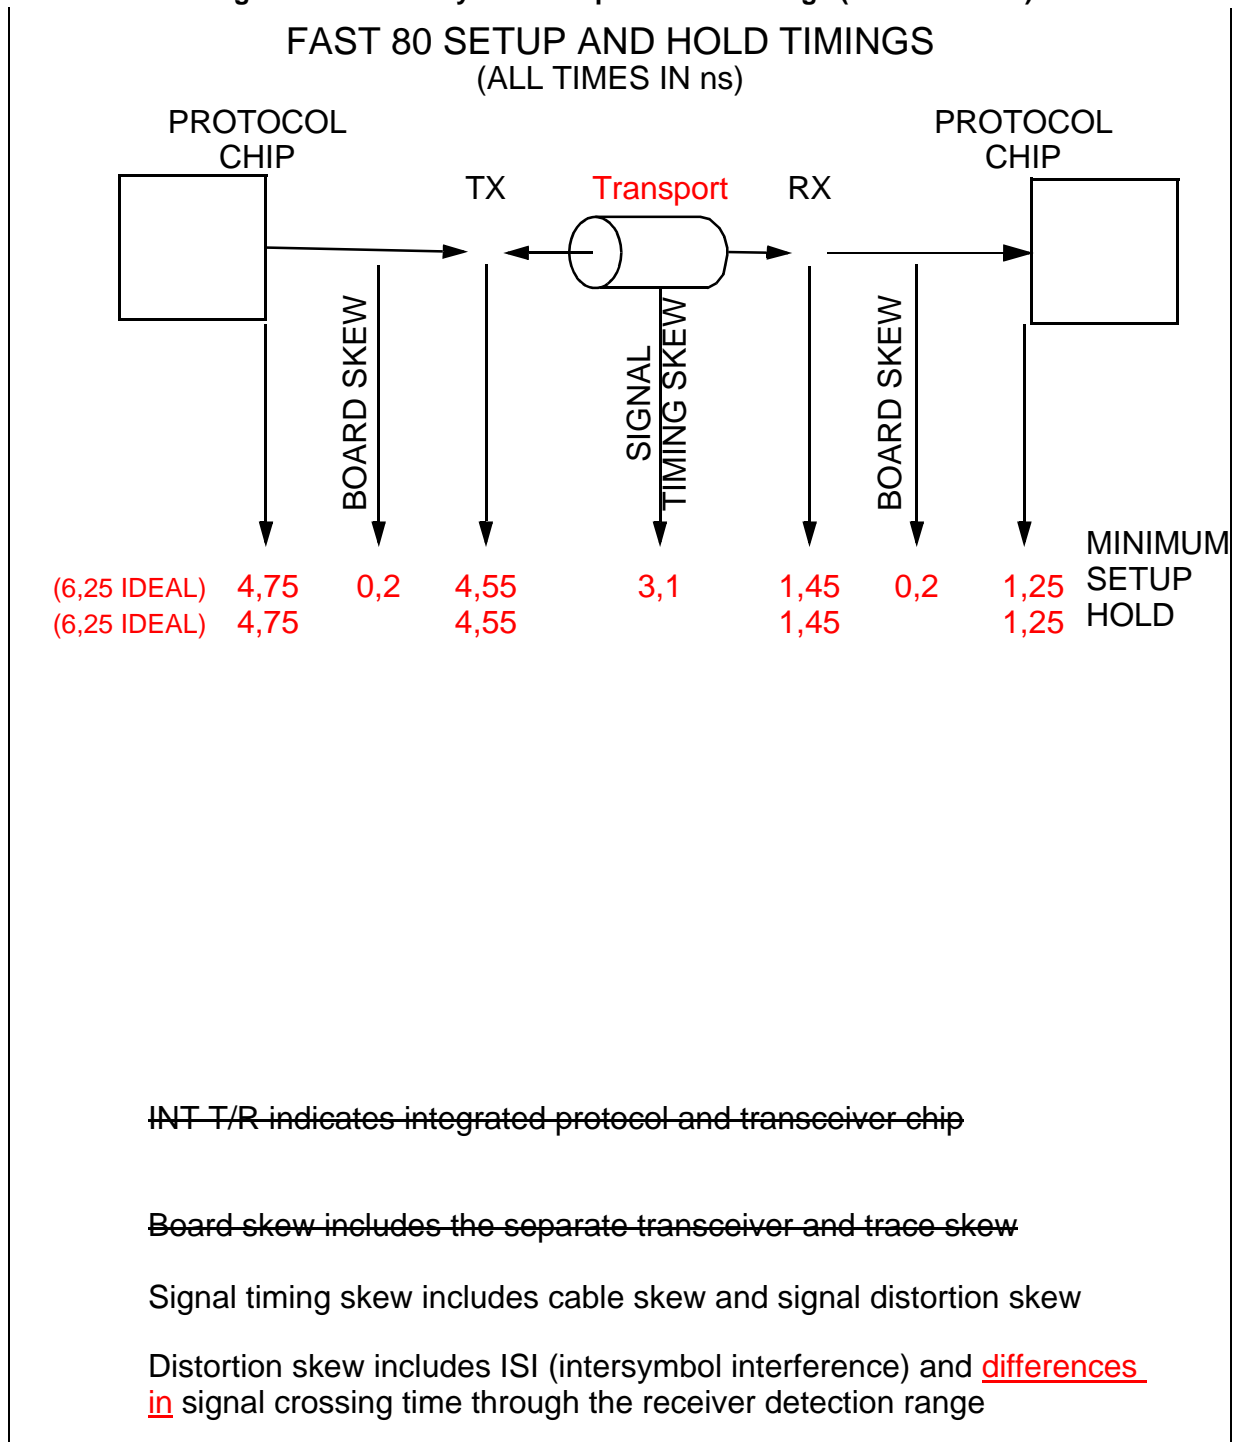 FAST 80 SETUP AND HOLD TIMINGS
(ALL TIMES IN ns)
PROTOCOL
CHIP
PROTOCOL
CHIP
TX
Transport
RX
BOARD SKEW
SIGNAL
TIMING SKEW
BOARD SKEW
MINIMUM
(6,25 IDEAL) 4,75 0,2 4,55 3,1 1,45 0,2 1,25 SETUP
(6,25 IDEAL) 4,75 4,55 1,45 1,25 HOLD
INT T/R indicates integrated protocol and transceiver chip
Board skew includes the separate transceiver and trace skew
Signal timing skew includes cable skew and signal distortion skew
Distortion skew includes ISI (intersymbol interference) and differences
in signal crossing time through the receiver detection range